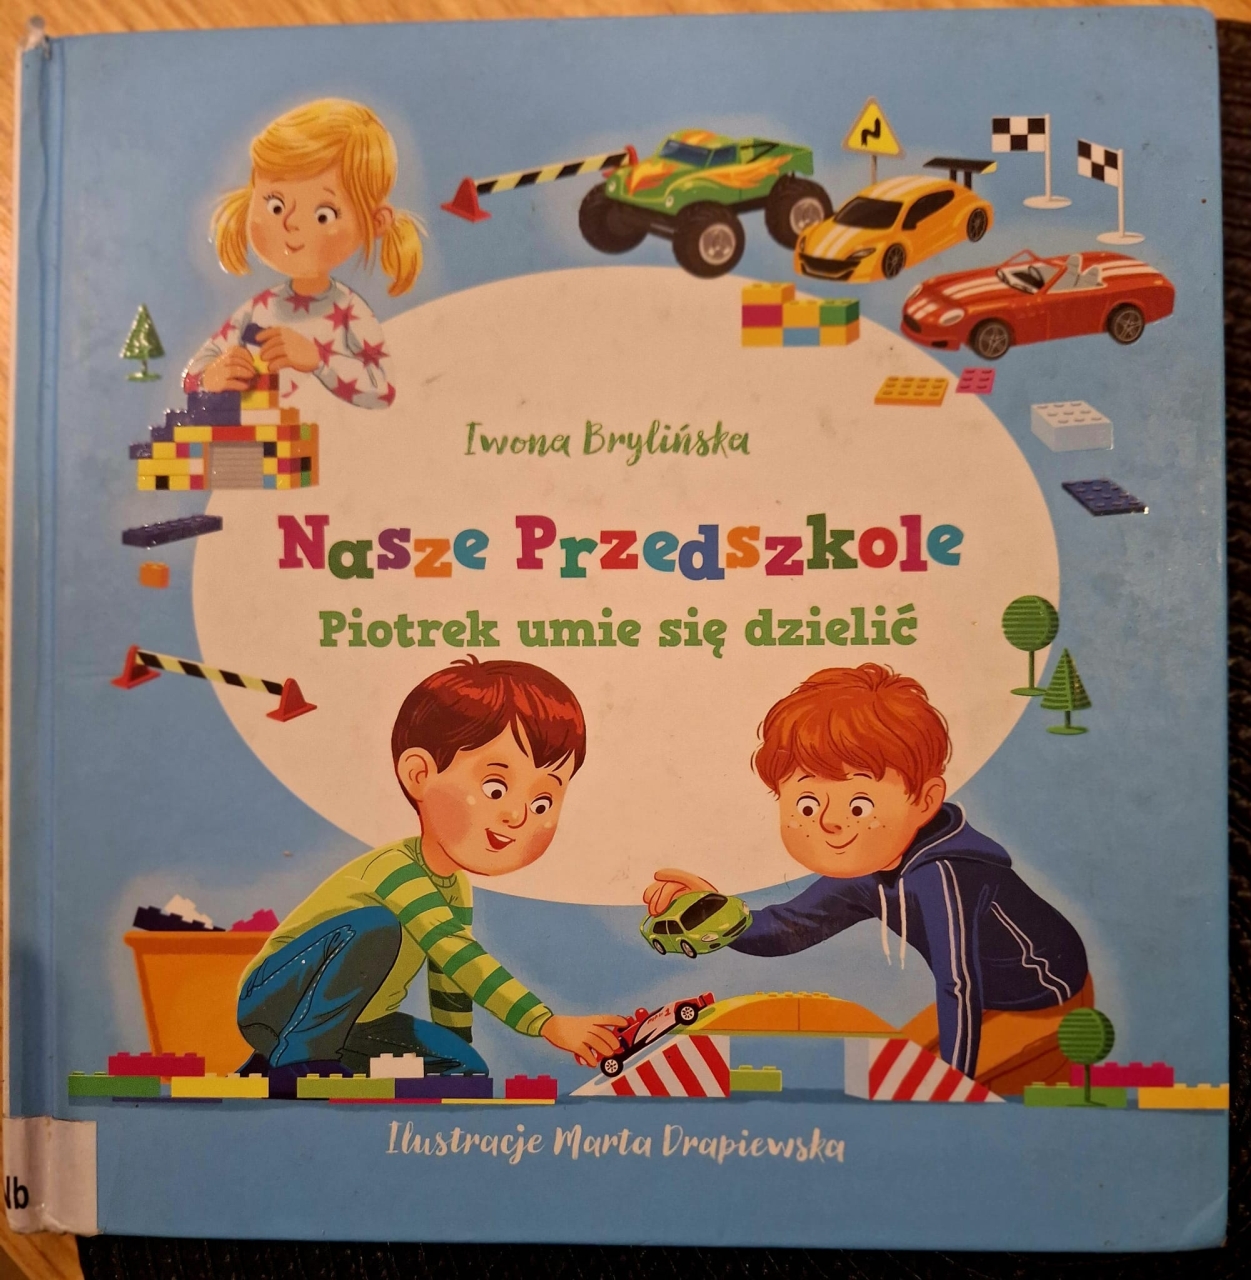 Iwona Brylińska
Nasze Przedszkole
Piotrek umie się dzielić
Ilustracje Marta Drapiewska